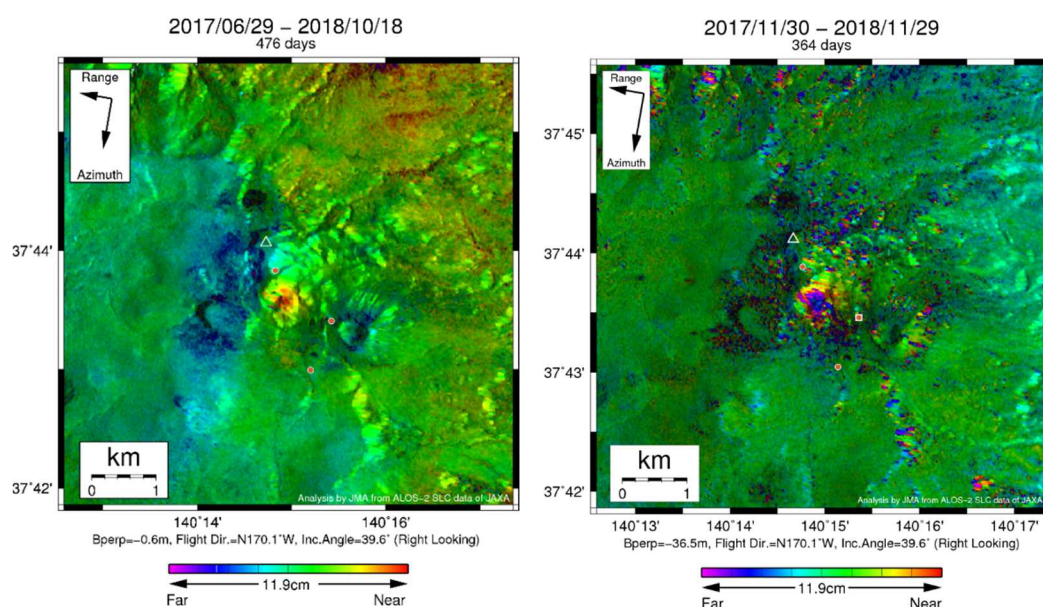 2017/06/29 – 2018/10/18
476 days
Range
Azimuth
37°44'
37°43'
37°42'
km
0 1
Analysis by JMA from ALOS-2 SLC data of JAXA
140°14' 140°16'
Bperp=−0.6m, Flight Dir.=N170.1°W, Inc.Angle=39.6° (Right Looking)
11.9cm
Far Near
2017/11/30 – 2018/11/29
364 days
Range
Azimuth
37°45'
37°44'
37°43'
37°42'
km
0 1
Analysis by JMA from ALOS-2 SLC data of JAXA
140°13' 140°14' 140°15' 140°16' 140°17'
Bperp=−36.5m, Flight Dir.=N170.1°W, Inc.Angle=39.6° (Right Looking)
11.9cm
Far Near